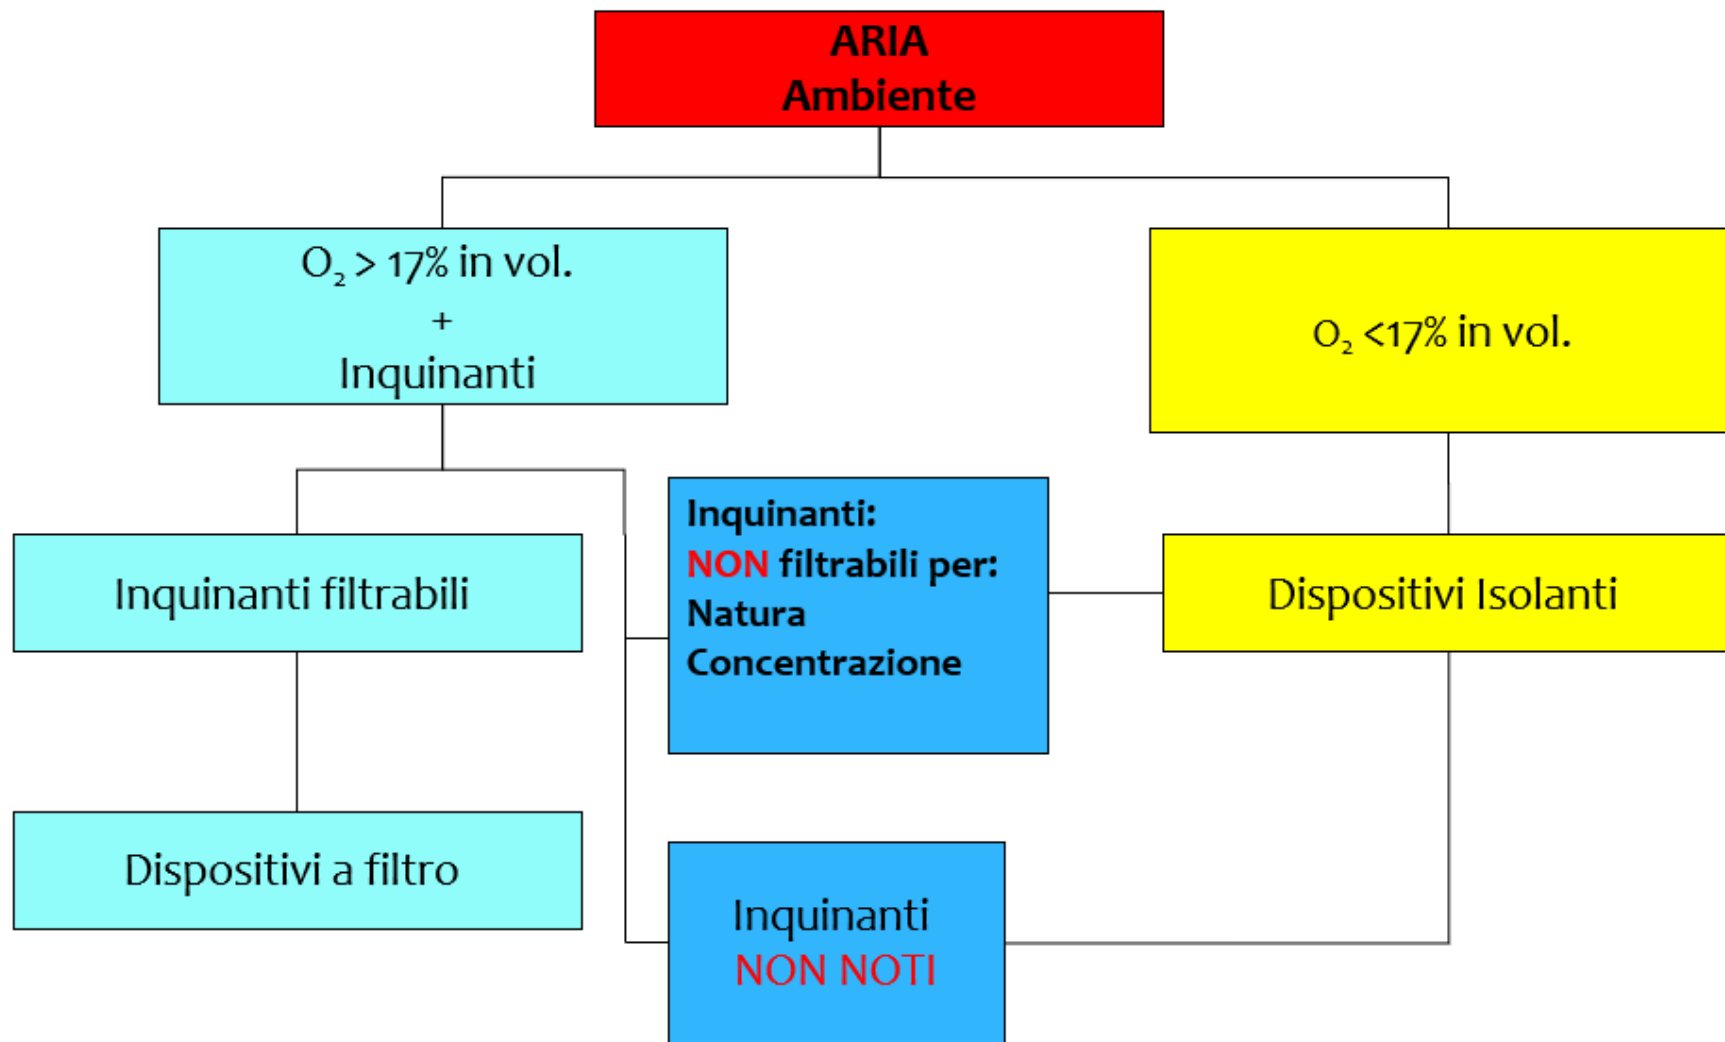 ARIA
Ambiente
O₂ > 17% in vol.
+
Inquinanti
O₂ <17% in vol.
Inquinanti filtrabili
Inquinanti:
NON filtrabili per:
Natura
Concentrazione
Dispositivi Isolanti
Dispositivi a filtro
Inquinanti
NON NOTI